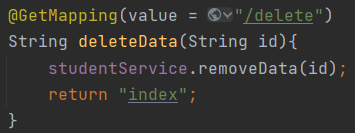 @GetMapping(value = "/delete")
String deleteData(String id){
    studentService.removeData(id);
    return "index";
}